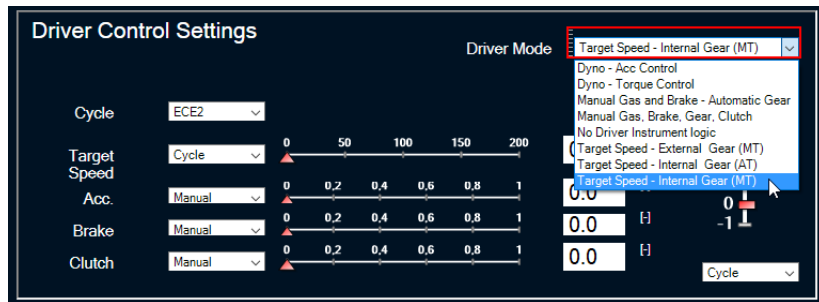 Driver Control Settings
Driver Mode
Target Speed - Internal Gear (MT)
Dyno - Acc Control
Dyno - Torque Control
Manual Gas and Brake - Automatic Gear
Manual Gas, Brake, Gear, Clutch
No Driver Instrument logic
Target Speed - External Gear (MT)
Target Speed - Internal Gear (AT)
Target Speed - Internal Gear (MT)
Cycle
ECE2
Target Speed
Cycle
0 50 100 150 200
Acc.
Manual
0 0,2 0,4 0,6 0,8 1
0.0
0
-1
Brake
Manual
0 0,2 0,4 0,6 0,8 1
0.0 [-]
Clutch
Manual
0 0,2 0,4 0,6 0,8 1
0.0 [-]
Cycle